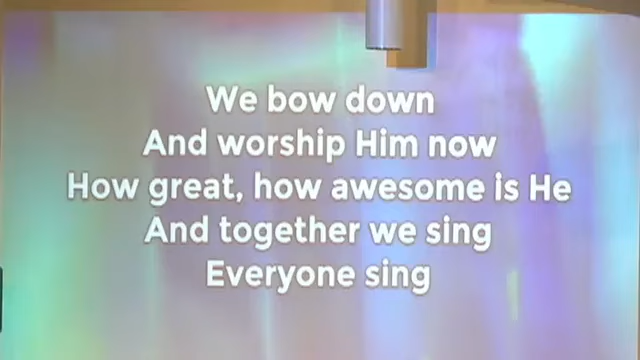 We bow down
And worship Him now
How great, how awesome is He
And together we sing
Everyone sing